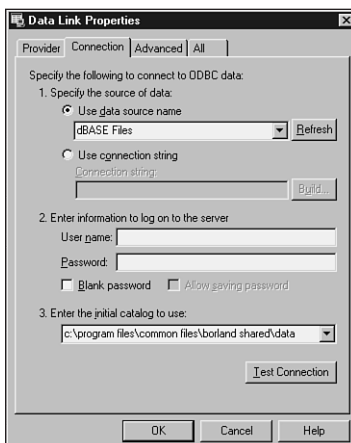 Data Link Properties
Provider Connection Advanced All
Specify the following to connect to ODBC data:
1. Specify the source of data:
Use data source name
dBASE Files Refresh
Use connection string
Connection string:
Build...
2. Enter information to log on to the server
User name:
Password:
Blank password Allow saving password
3. Enter the initial catalog to use:
c:\program files\common files\borland shared\data
Test Connection
OK Cancel Help